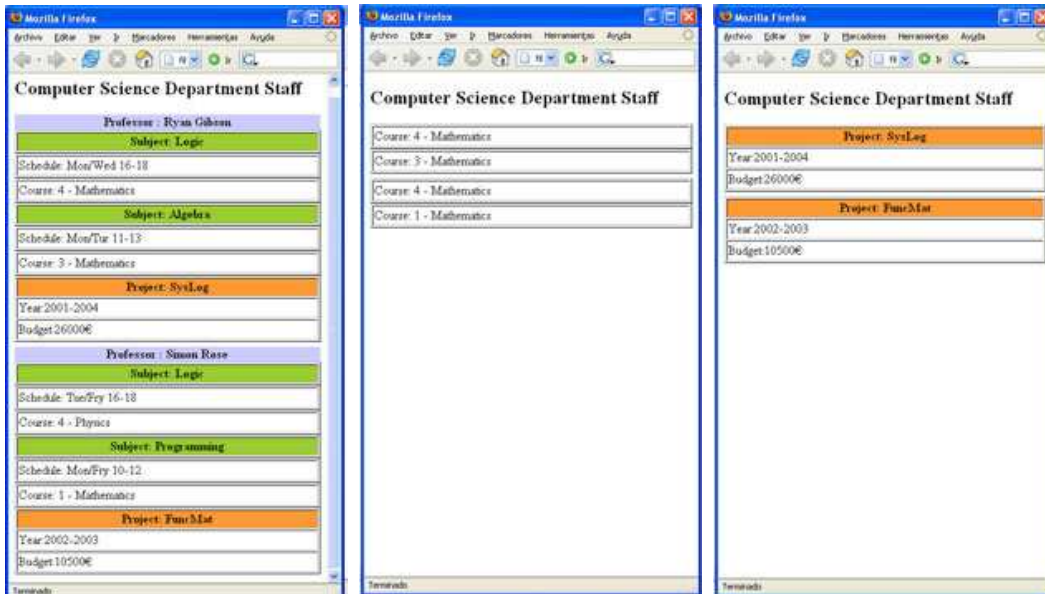 Mozilla Firefox
Archivo Editar Ver Ir Marcadores Herramientas Ayuda
Computer Science Department Staff
Professor : Ryan Gibson
Subject: Logic
Schedule: Mon/Wed 16-18
Course: 4 - Mathematics
Subject: Algebra
Schedule: Mon/Tur 11-13
Course: 3 - Mathematics
Project: SysLog
Year:2001-2004
Budget:26000€
Professor : Simon Rose
Subject: Logic
Schedule: Tue/Fry 16-18
Course: 4 - Physics
Subject: Programming
Schedule: Mon/Fry 10-12
Course: 1 - Mathematics
Project: FuncMat
Year:2002-2003
Budget:10500€
Terminado
Mozilla Firefox
Archivo Editar Ver Ir Marcadores Herramientas Ayuda
Computer Science Department Staff
Course: 4 - Mathematics
Course: 3 - Mathematics
Course: 4 - Mathematics
Course: 1 - Mathematics
Terminado
Mozilla Firefox
Archivo Editar Ver Ir Marcadores Herramientas Ayuda
Computer Science Department Staff
Project: SysLog
Year:2001-2004
Budget:26000€
Project: FuncMat
Year:2002-2003
Budget:10500€
Terminado